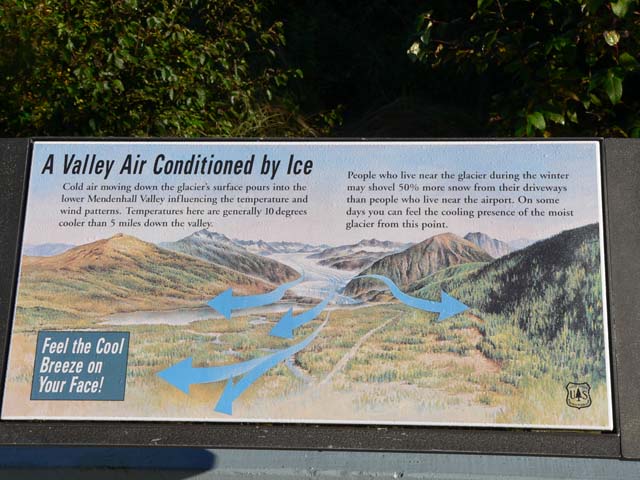 A Valley Air Conditioned by Ice
Cold air moving down the glacier's surface pours into the
lower Mendenhall Valley influencing the temperature and
wind patterns. Temperatures here are generally 10 degrees
cooler than 5 miles down the valley.
People who live near the glacier during the winter
may shovel 50% more snow from their driveways
than people who live near the airport. On some
days you can feel the cooling presence of the moist
glacier from this point.
Feel the Cool
Breeze on
Your Face!
U S